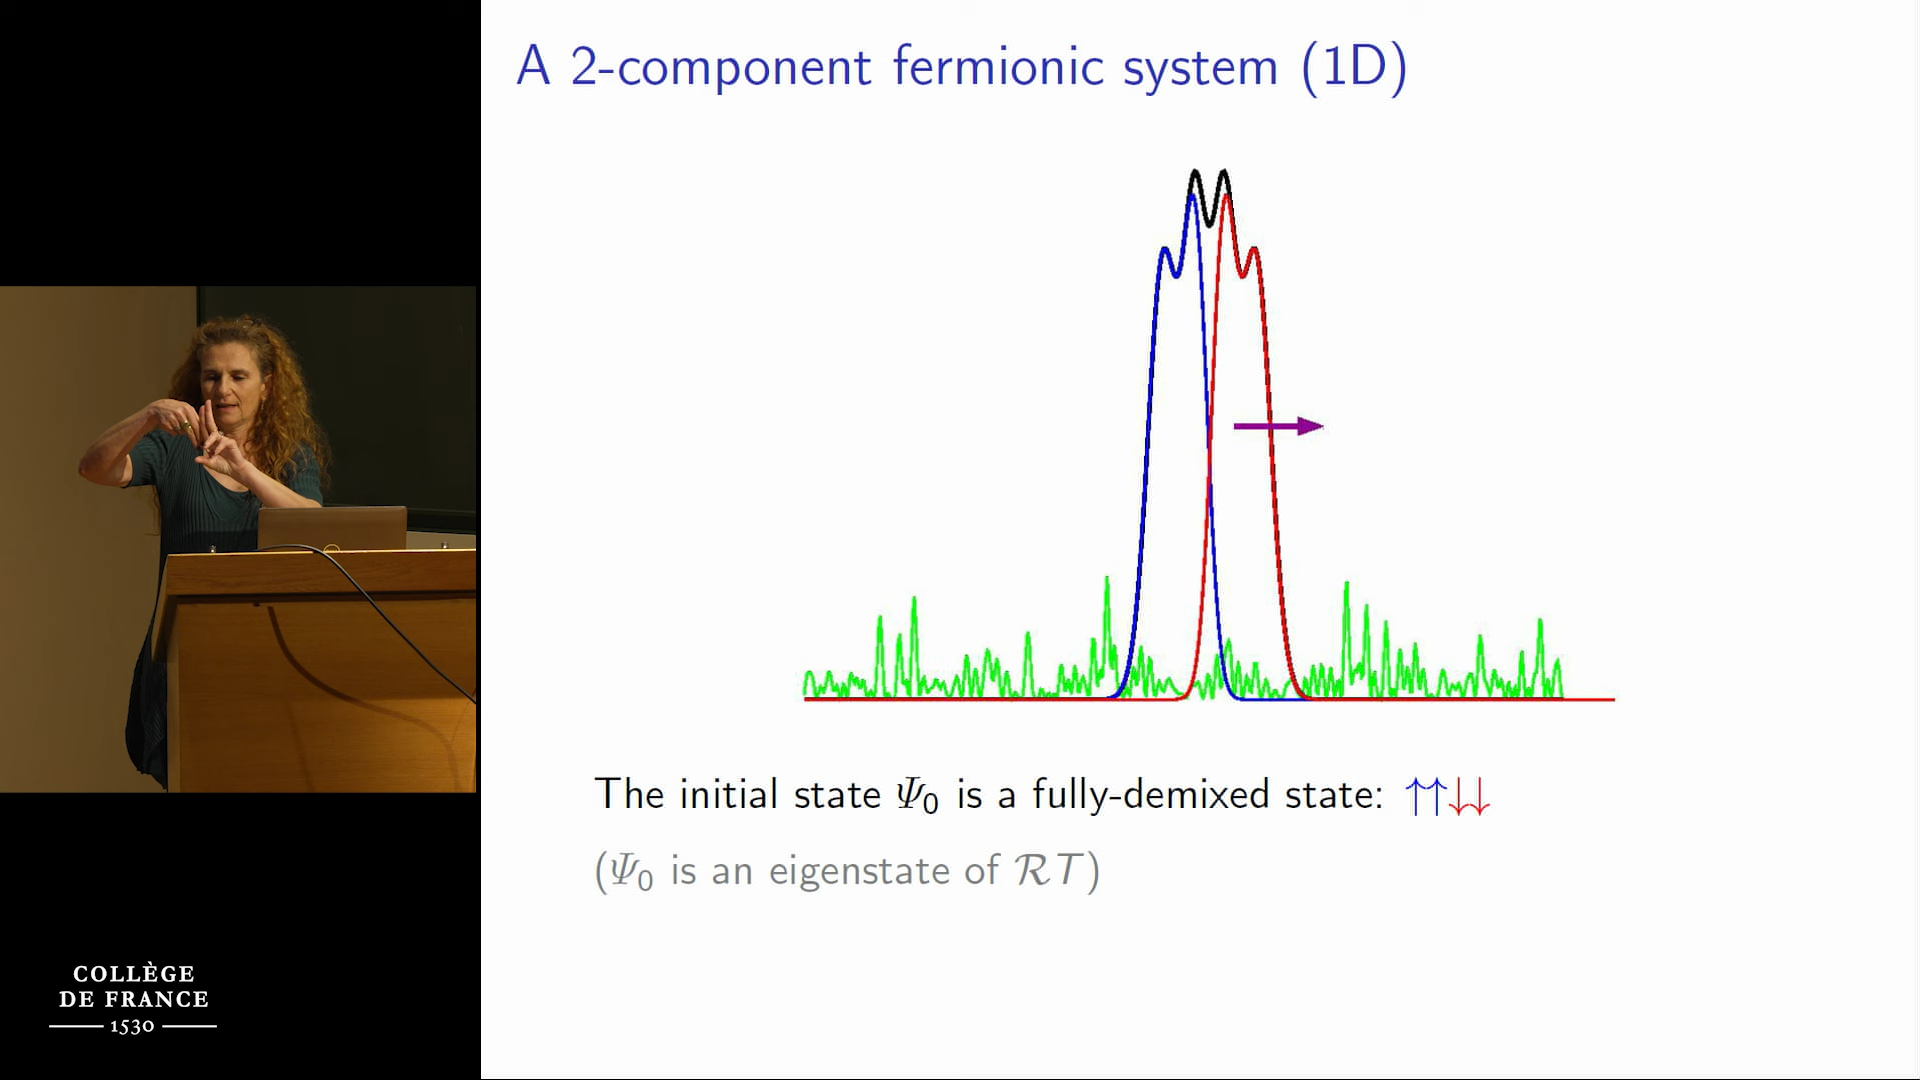 A 2-component fermionic system (1D)
The initial state Ψ₀ is a fully-demixed state: ↑↑↓↓
(Ψ₀ is an eigenstate of ℛT)
COLLÈGE
DE FRANCE
1530